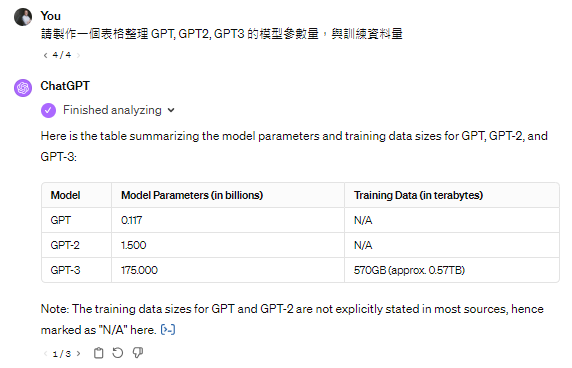 You
請製作一個表格整理 GPT, GPT2, GPT3 的模型參數量，與訓練資料量
4 / 4
ChatGPT
Finished analyzing
Here is the table summarizing the model parameters and training data sizes for GPT, GPT-2, and
GPT-3:
Model Model Parameters (in billions) Training Data (in terabytes)
GPT 0.117 N/A
GPT-2 1.500 N/A
GPT-3 175.000 570GB (approx. 0.57TB)
Note: The training data sizes for GPT and GPT-2 are not explicitly stated in most sources, hence
marked as "N/A" here. [>-]
1 / 3